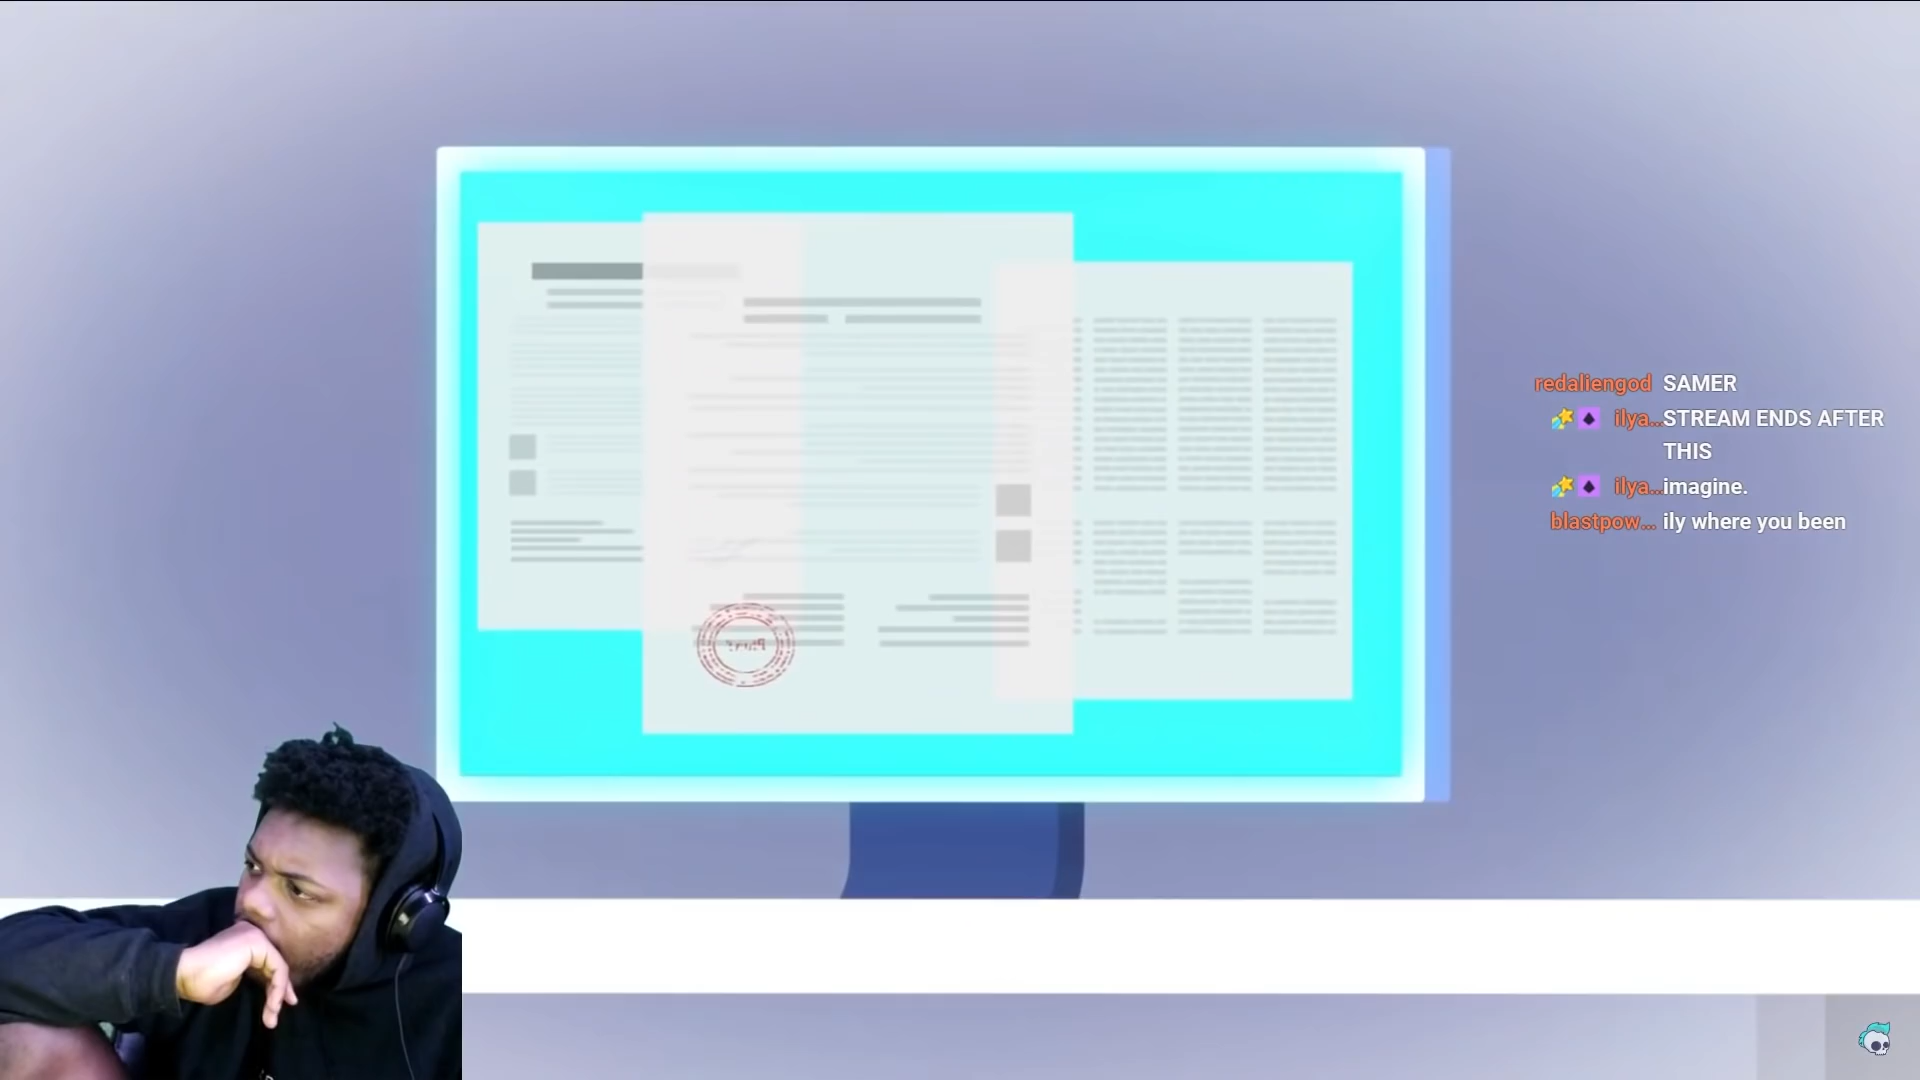 redaliengod SAMER
ilya... STREAM ENDS AFTER
THIS
ilya... imagine.
blastpow... ily where you been